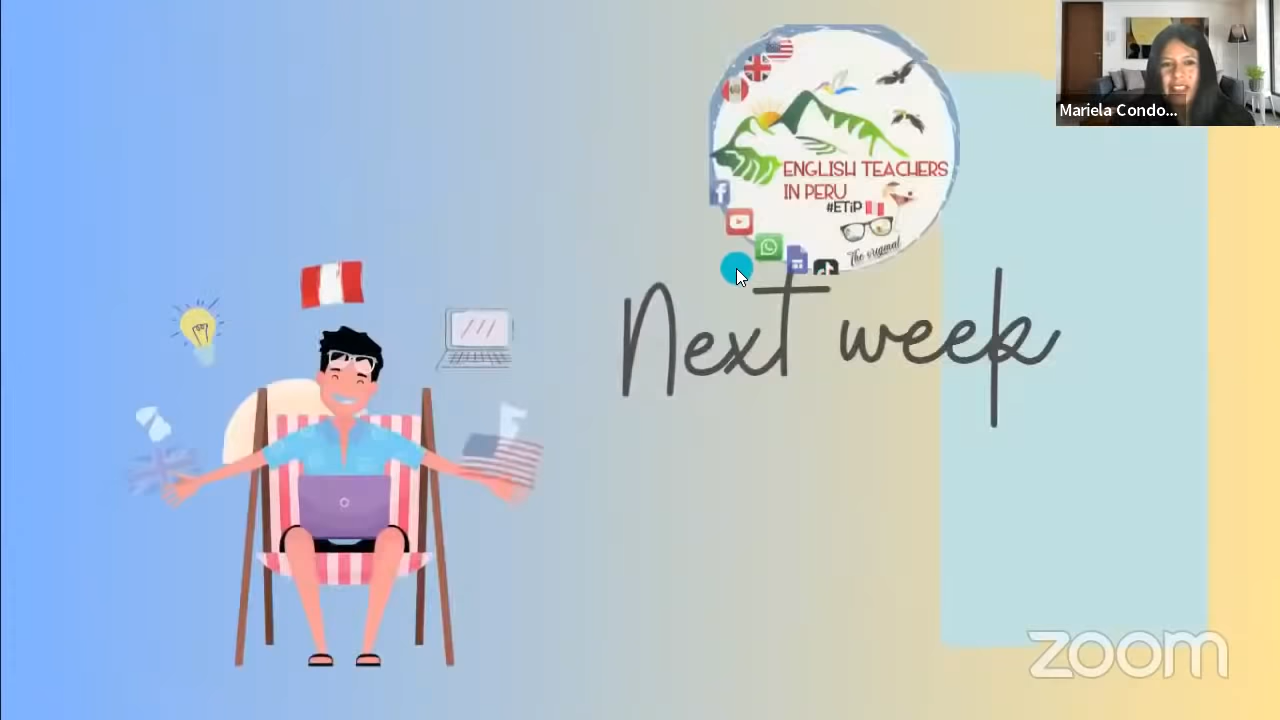 Mariela Condo...
ENGLISH TEACHERS
IN PERU
#ETiP
The original
Next week
zoom